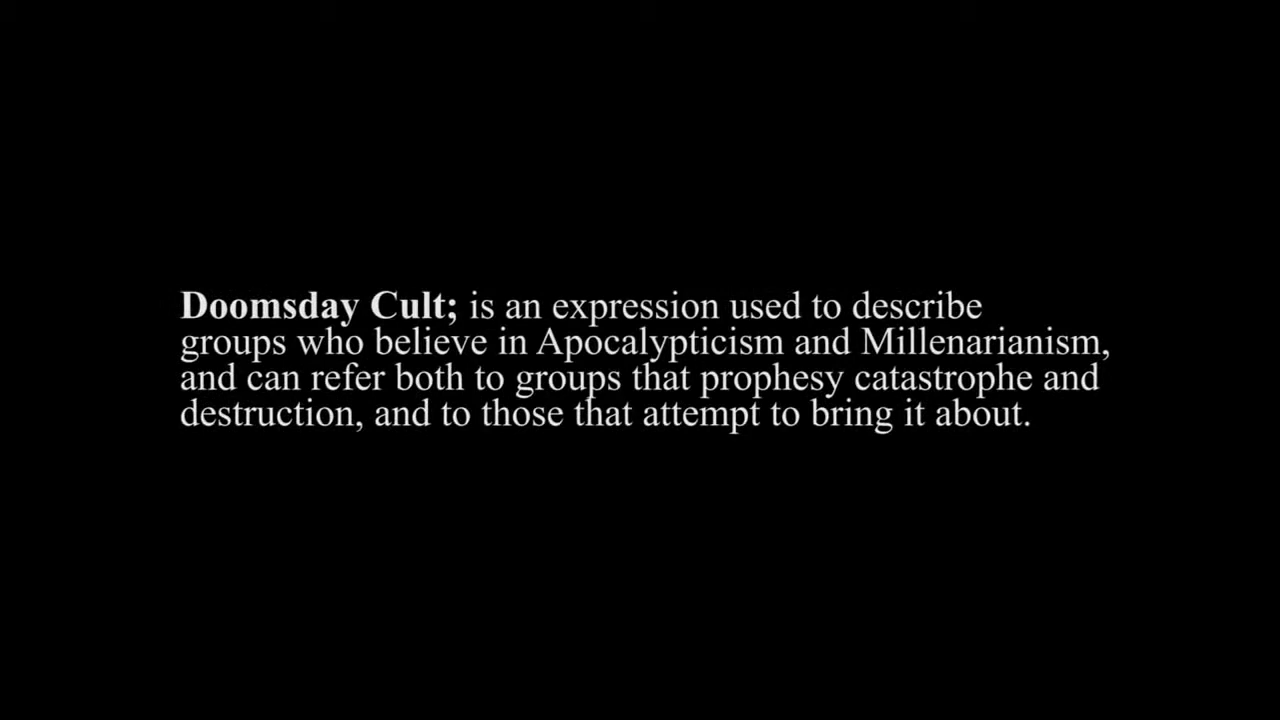 Doomsday Cult; is an expression used to describe
groups who believe in Apocalypticism and Millenarianism,
and can refer both to groups that prophesy catastrophe and
destruction, and to those that attempt to bring it about.